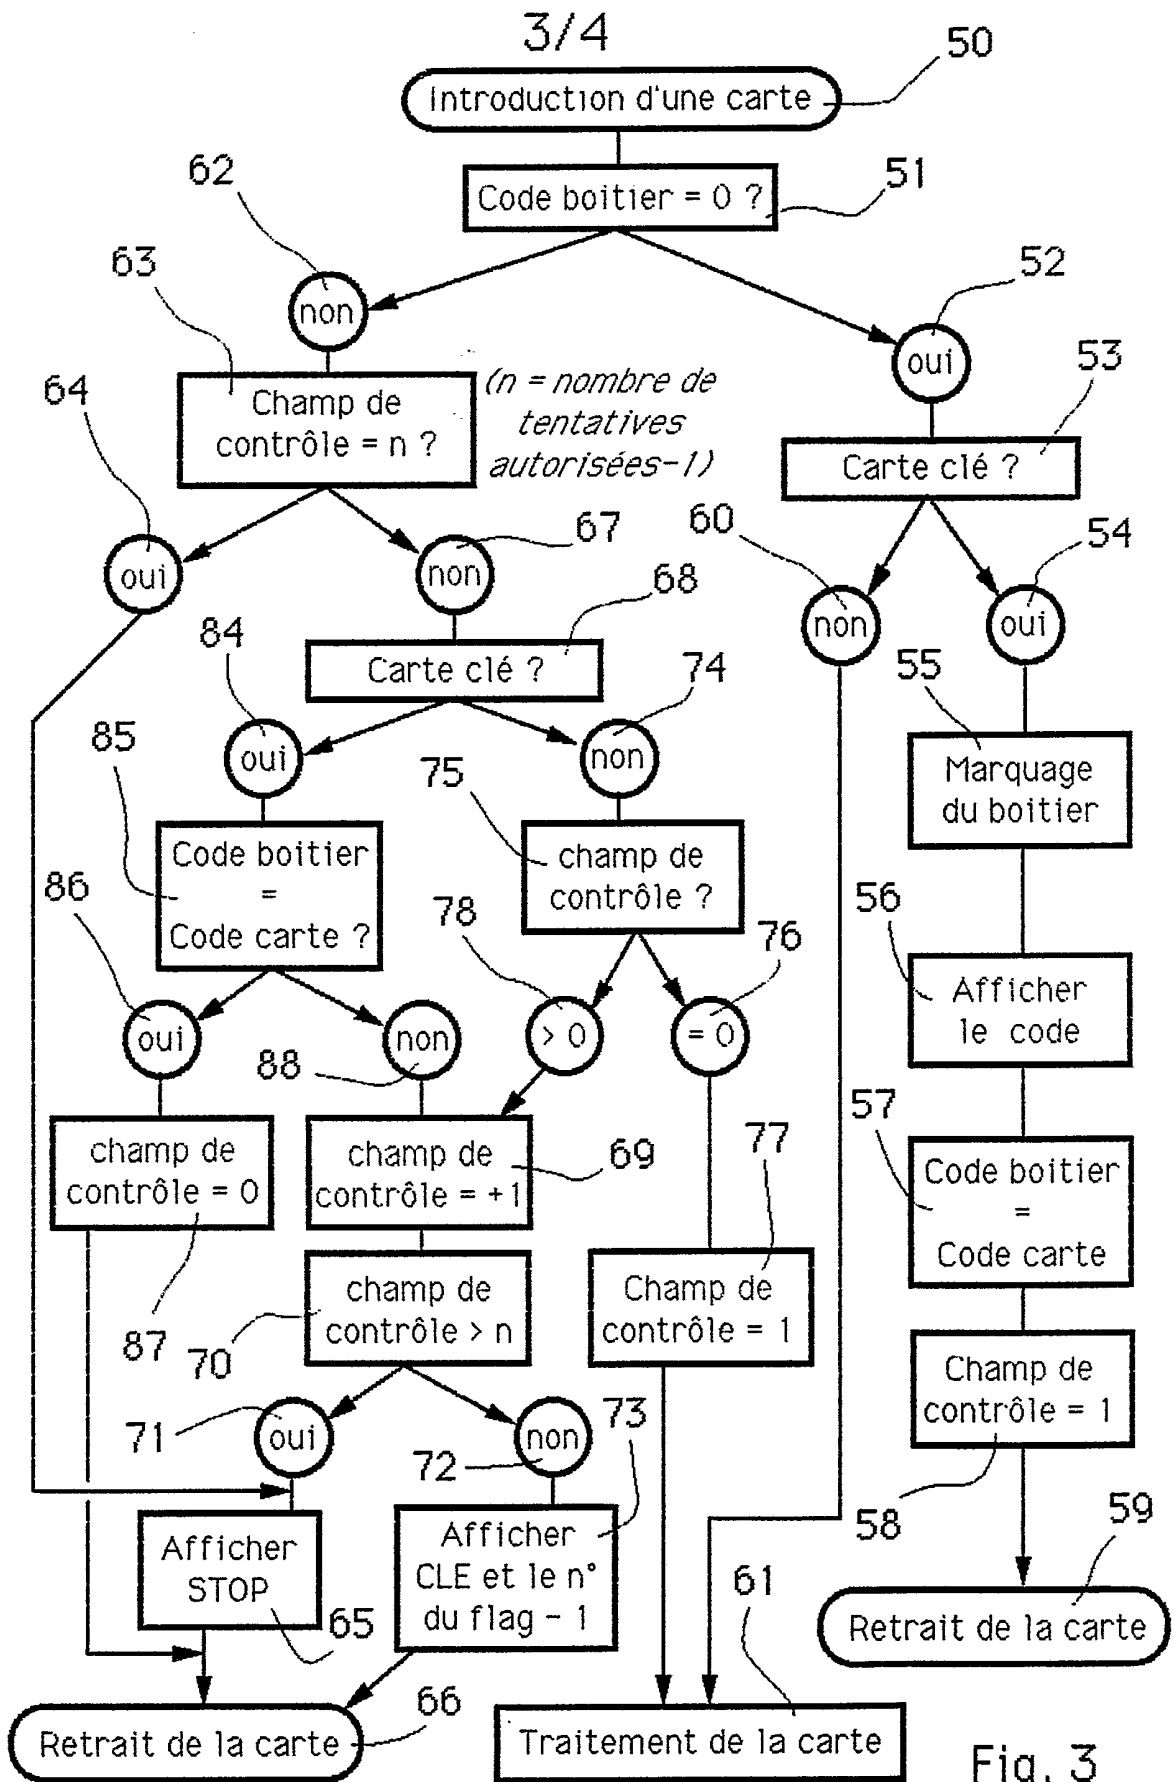 3/4
50
Introduction d'une carte
62
51
Code boitier = 0 ?
63
52
non
oui
53
64
Champ de
contrôle = n ?
(n = nombre de
tentatives
autorisées-1)
Carte clé ?
60
54
67
oui
non
68
non
oui
84
Carte clé ?
74
55
85
oui
non
75
Marquage
du boitier
Code boitier
=
Code carte ?
champ de
contrôle ?
86
78
76
56
Afficher
le code
oui
non
> 0
= 0
88
57
77
champ de
contrôle = 0
champ de
contrôle = +1
69
Code boitier
=
Code carte
champ de
contrôle > n
Champ de
contrôle = 1
87
70
Champ de
contrôle = 1
71
oui
non
73
72
58
59
Afficher
STOP
Afficher
CLE et le n°
du flag - 1
61
65
Retrait de la carte
66
Retrait de la carte
Traitement de la carte
Fig. 3